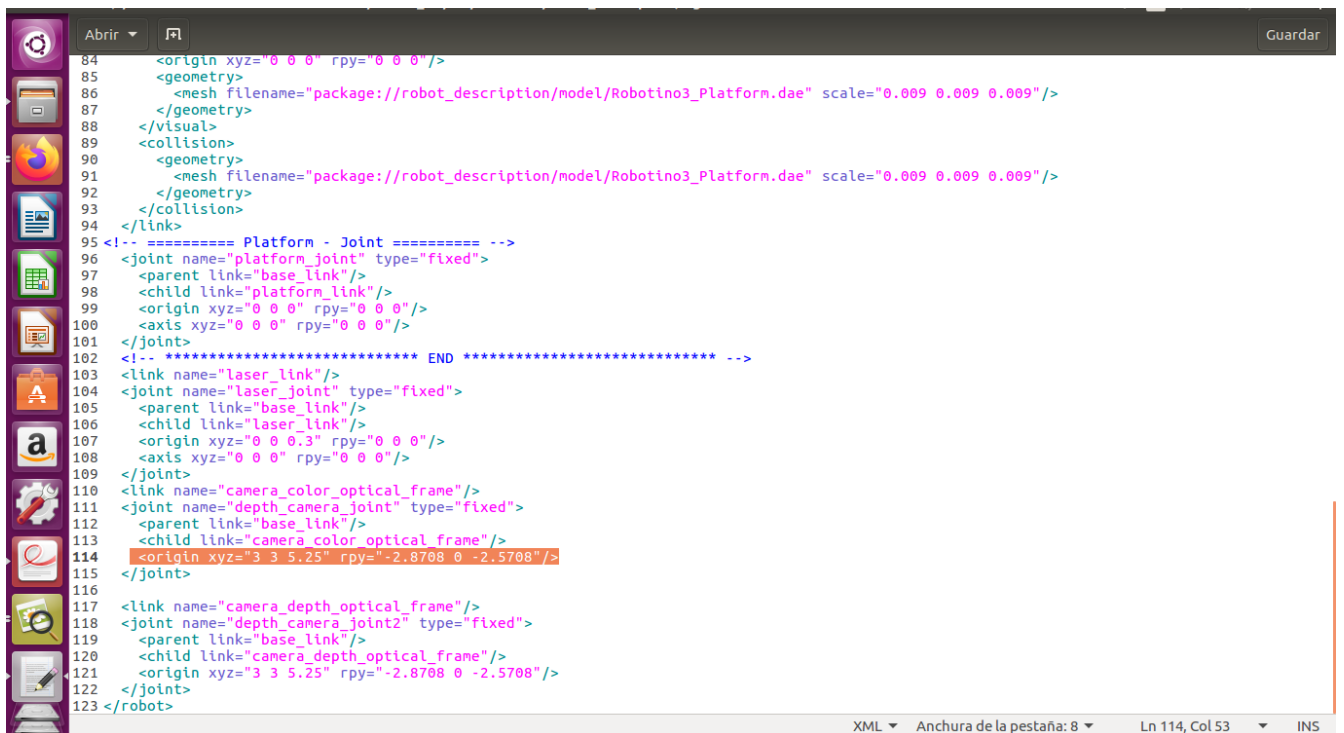 Abrir
Guardar
84 <origin xyz="0 0 0" rpy="0 0 0"/>
85 <geometry>
86 <mesh filename="package://robot_description/model/Robotino3_Platform.dae" scale="0.009 0.009 0.009"/>
87 </geometry>
88 </visual>
89 <collision>
90 <geometry>
91 <mesh filename="package://robot_description/model/Robotino3_Platform.dae" scale="0.009 0.009 0.009"/>
92 </geometry>
93 </collision>
94 </link>
95 <!-- ========== Platform - Joint ========== -->
96 <joint name="platform_joint" type="fixed">
97 <parent link="base_link"/>
98 <child link="platform_link"/>
99 <origin xyz="0 0 0" rpy="0 0 0"/>
100 <axis xyz="0 0 0" rpy="0 0 0"/>
101 </joint>
102 <!-- ***************************** END ***************************** -->
103 <link name="laser_link"/>
104 <joint name="laser_joint" type="fixed">
105 <parent link="base_link"/>
106 <child link="laser_link"/>
107 <origin xyz="0 0 0.3" rpy="0 0 0"/>
108 <axis xyz="0 0 0" rpy="0 0 0"/>
109 </joint>
110 <link name="camera_color_optical_frame"/>
111 <joint name="depth_camera_joint" type="fixed">
112 <parent link="base_link"/>
113 <child link="camera_color_optical_frame"/>
114 <origin xyz="3 3 5.25" rpy="-2.8708 0 -2.5708"/>
115 </joint>
116
117 <link name="camera_depth_optical_frame"/>
118 <joint name="depth_camera_joint2" type="fixed">
119 <parent link="base_link"/>
120 <child link="camera_depth_optical_frame"/>
121 <origin xyz="3 3 5.25" rpy="-2.8708 0 -2.5708"/>
122 </joint>
123 </robot>
XML Anchura de la pestaña: 8 Ln 114, Col 53 INS